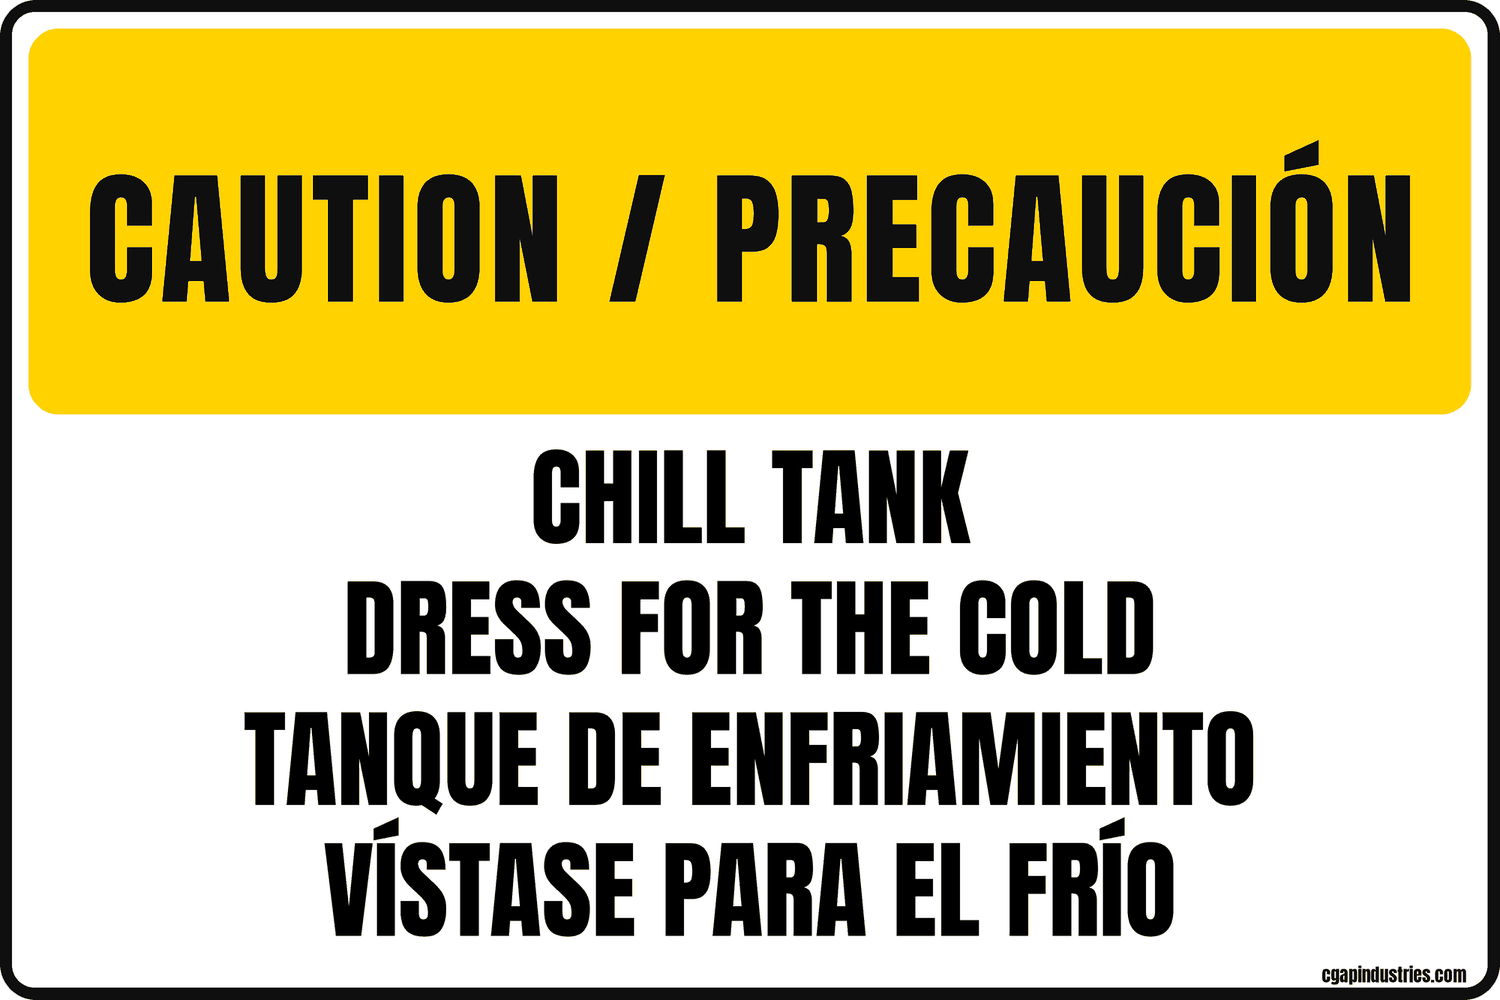 CAUTION / PRECAUCIÓN
CHILL TANK
DRESS FOR THE COLD
TANQUE DE ENFRIAMIENTO
VÍSTASE PARA EL FRÍO
cgapindustries.com